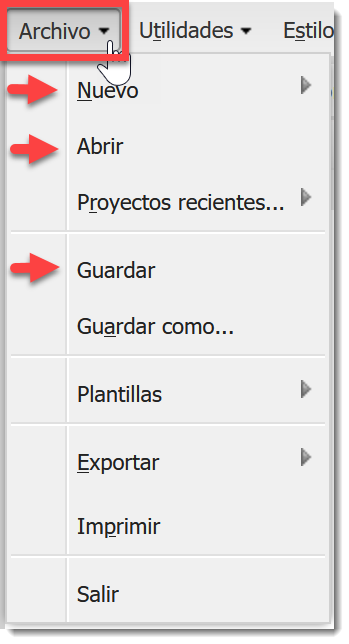 Archivo Utilidades Estilo
Nuevo
Abrir
Proyectos recientes...
Guardar
Guardar como...
Plantillas
Exportar
Imprimir
Salir